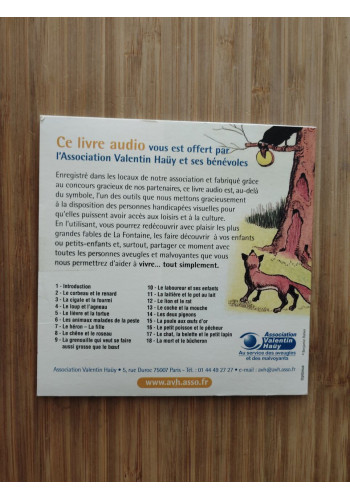 Ce livre audio vous est offert par
l'Association Valentin Haüy et ses bénévoles
Enregistré dans les locaux de notre association et fabriqué grâce
au concours gracieux de nos partenaires, ce livre audio est, au-delà
du symbole, l'un des outils que nous mettons gracieusement
à la disposition des personnes handicapées visuelles pour
qu'elles puissent avoir accès aux loisirs et à la culture.
En l'utilisant, vous pourrez redécouvrir avec plaisir les plus
grandes fables de La Fontaine, les faire découvrir à vos enfants
ou petits-enfants et, surtout, partager ce moment avec
toutes les personnes aveugles et malvoyantes que vous
nous permettrez d'aider à vivre... tout simplement.
1 - Introduction
2 - Le corbeau et le renard
3 - La cigale et la fourmi
4 - Le loup et l'agneau
5 - Le lièvre et la tortue
6 - Les animaux malades de la peste
7 - Le héron - La fille
8 - Le chêne et le roseau
9 - La grenouille qui veut se faire
aussi grosse que le bœuf
10 - Le laboureur et ses enfants
11 - La laitière et le pot au lait
12 - Le lion et le rat
13 - Le coche et la mouche
14 - Les deux pigeons
15 - La poule aux œufs d'or
16 - Le petit poisson et le pêcheur
17 - Le chat, la belette et le petit lapin
18 - La mort et le bûcheron
Association
Valentin
Haüy
Au service des aveugles
et des malvoyants
Association Valentin Haüy • 5, rue Duroc 75007 Paris - Tél. : 01 44 49 27 27 • e-mail : avh@avh.asso.fr
www.avh.asso.fr